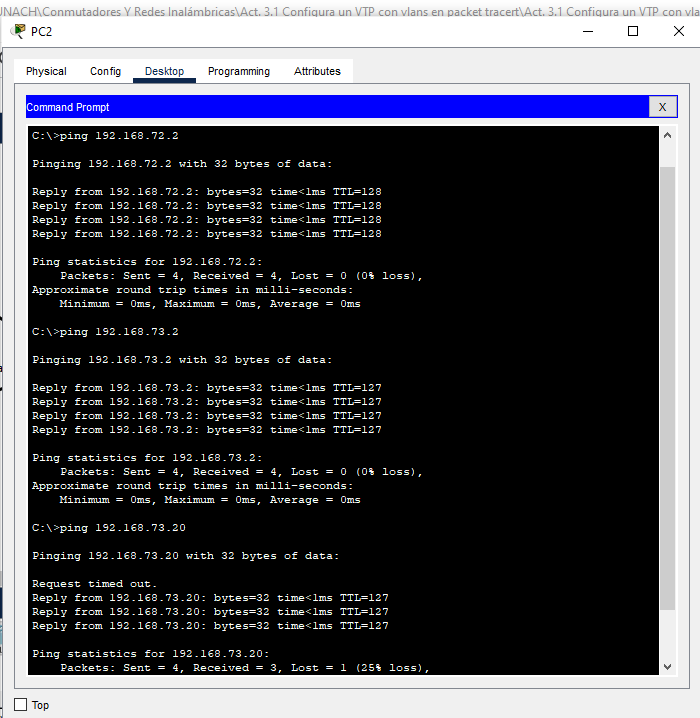 UNACH\Conmutadores Y Redes Inalámbricas\Act. 3.1 Configura un VTP con vlans en packet tracert\Act. 3.1 Configura un VTP con vla
PC2
Physical Config Desktop Programming Attributes
Command Prompt X
C:\>ping 192.168.72.2
Pinging 192.168.72.2 with 32 bytes of data:
Reply from 192.168.72.2: bytes=32 time<1ms TTL=128
Reply from 192.168.72.2: bytes=32 time<1ms TTL=128
Reply from 192.168.72.2: bytes=32 time<1ms TTL=128
Reply from 192.168.72.2: bytes=32 time<1ms TTL=128
Ping statistics for 192.168.72.2:
Packets: Sent = 4, Received = 4, Lost = 0 (0% loss),
Approximate round trip times in milli-seconds:
Minimum = 0ms, Maximum = 0ms, Average = 0ms
C:\>ping 192.168.73.2
Pinging 192.168.73.2 with 32 bytes of data:
Reply from 192.168.73.2: bytes=32 time<1ms TTL=127
Reply from 192.168.73.2: bytes=32 time<1ms TTL=127
Reply from 192.168.73.2: bytes=32 time<1ms TTL=127
Reply from 192.168.73.2: bytes=32 time<1ms TTL=127
Ping statistics for 192.168.73.2:
Packets: Sent = 4, Received = 4, Lost = 0 (0% loss),
Approximate round trip times in milli-seconds:
Minimum = 0ms, Maximum = 0ms, Average = 0ms
C:\>ping 192.168.73.20
Pinging 192.168.73.20 with 32 bytes of data:
Request timed out.
Reply from 192.168.73.20: bytes=32 time<1ms TTL=127
Reply from 192.168.73.20: bytes=32 time<1ms TTL=127
Reply from 192.168.73.20: bytes=32 time<1ms TTL=127
Ping statistics for 192.168.73.20:
Packets: Sent = 4, Received = 3, Lost = 1 (25% loss),
Top